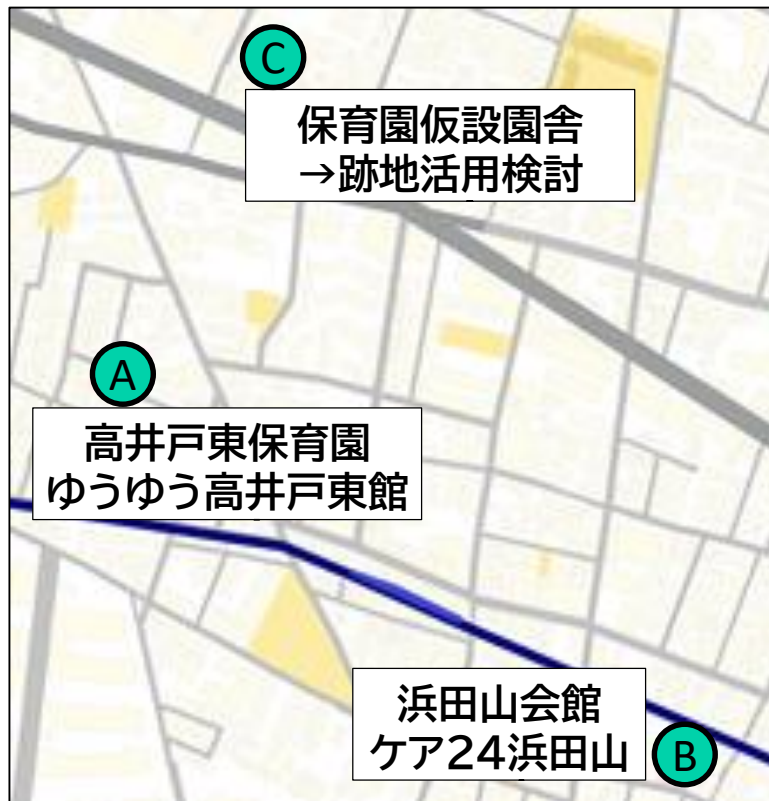 C
保育園仮設園舎
→跡地活用検討
A
高井戸東保育園
ゆうゆう高井戸東館
浜田山会館
ケア24浜田山
B